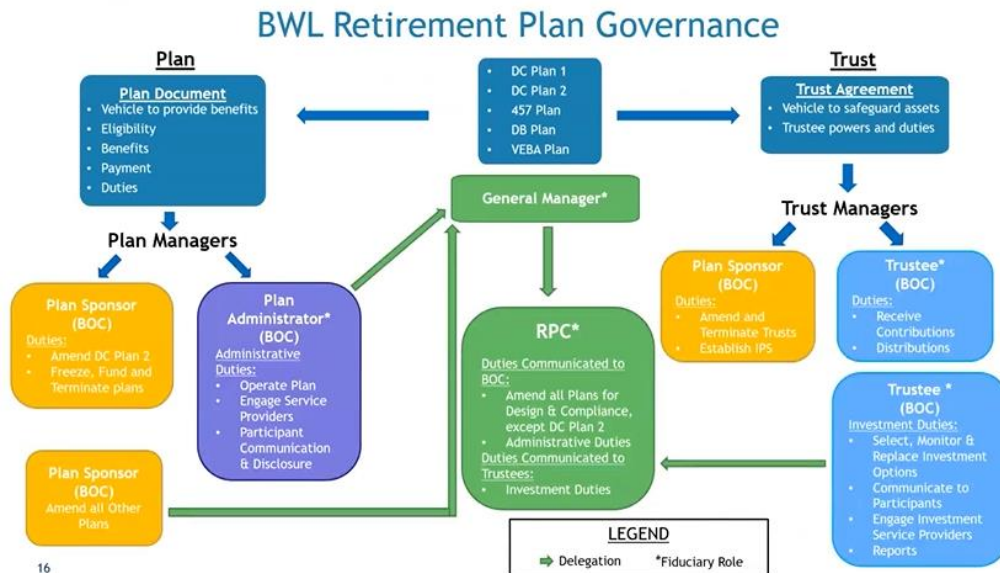 BWL Retirement Plan Governance
Plan
Plan Document
• Vehicle to provide benefits
• Eligibility
• Benefits
• Payment
• Duties
• DC Plan 1
• DC Plan 2
• 457 Plan
• DB Plan
• VEBA Plan
Trust
Trust Agreement
• Vehicle to safeguard assets
• Trustee powers and duties
General Manager*
Plan Managers
Trust Managers
Plan Sponsor
(BOC)
Duties:
• Amend DC Plan 2
• Freeze, Fund and
Terminate plans
Plan
Administrator*
(BOC)
Administrative
Duties:
• Operate Plan
• Engage Service
Providers
• Participant
Communication
& Disclosure
RPC*
Duties Communicated to
BOC:
• Amend all Plans for
Design & Compliance,
except DC Plan 2
• Administrative Duties
Duties Communicated to
Trustees:
• Investment Duties
Plan Sponsor
(BOC)
Duties:
• Amend and
Terminate Trusts
• Establish IPS
Trustee*
(BOC)
Duties:
• Receive
Contributions
• Distributions
Trustee *
(BOC)
Investment Duties:
• Select, Monitor &
Replace Investment
Options
• Communicate to
Participants
• Engage Investment
Service Providers
• Reports
Plan Sponsor
(BOC)
Amend all Other
Plans
LEGEND
Delegation *Fiduciary Role
16